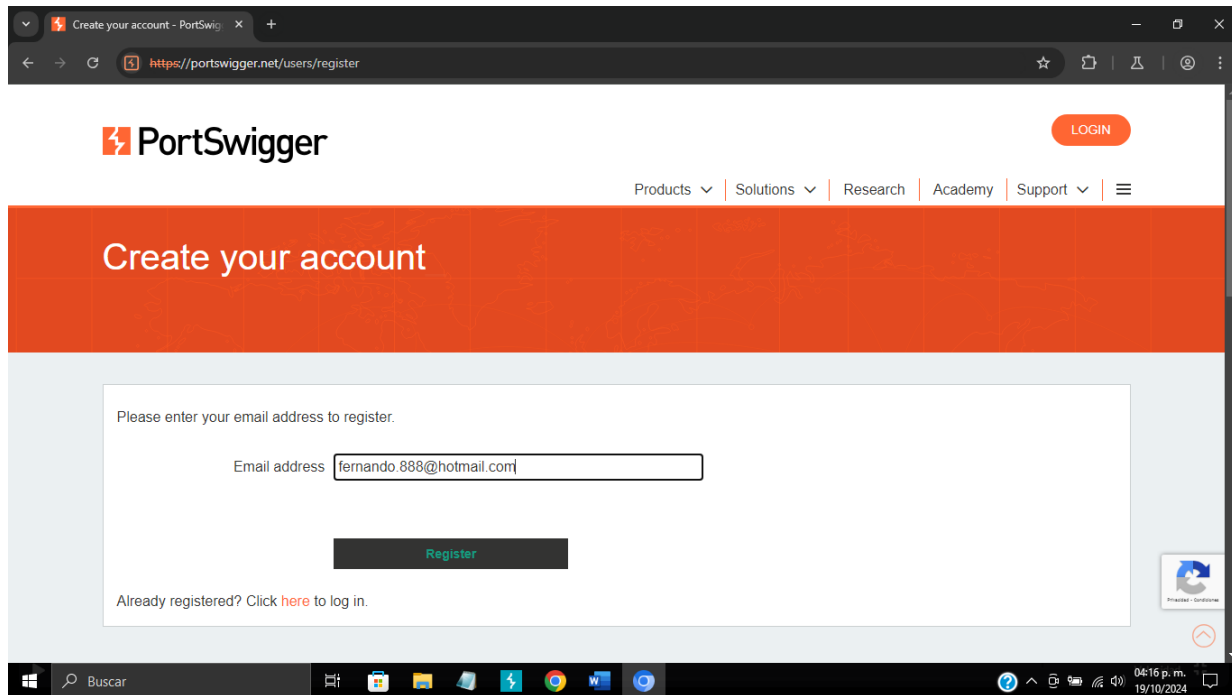 Create your account - PortSwig
https://portswigger.net/users/register
PortSwigger
LOGIN
Products
Solutions
Research
Academy
Support
Create your account
Please enter your email address to register.
Email address
fernando.888@hotmail.com
Register
Already registered? Click here to log in.
Privacidad - Condiciones
Buscar
04:16 p. m.
19/10/2024